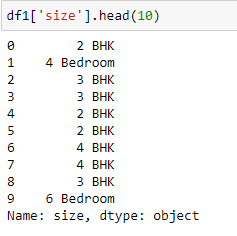 df1['size'].head(10)
0 2 BHK
1 4 Bedroom
2 3 BHK
3 3 BHK
4 2 BHK
5 2 BHK
6 4 BHK
7 4 BHK
8 3 BHK
9 6 Bedroom
Name: size, dtype: object